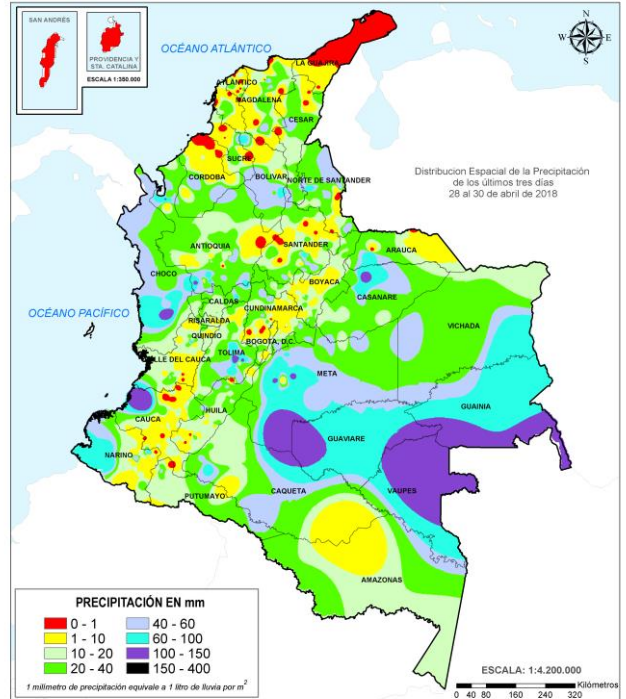 SAN ANDRÉS
PROVIDENCIA Y
STA. CATALINA
ESCALA 1:350.000
OCÉANO ATLÁNTICO
N
W
E
S
LA GUAJIRA
ATLANTICO
MAGDALENA
CESAR
SUCRE
CORDOBA
BOLIVAR
NORTE DE SANTANDER
Distribucion Espacial de la Precipitación
de los últimos tres días
28 al 30 de abril de 2018
ANTIOQUIA
SANTANDER
ARAUCA
CHOCO
BOYACA
CASANARE
OCÉANO PACÍFICO
CALDAS
CUNDINAMARCA
RISARALDA
VICHADA
QUINDIO
BOGOTA, D.C.
TOLIMA
VALLE DEL CAUCA
META
GUAINIA
HUILA
CAUCA
GUAVIARE
NARINO
VAUPES
CAQUETA
PUTUMAYO
AMAZONAS
PRECIPITACIÓN EN mm
0 - 1
40 - 60
1 - 10
60 - 100
10 - 20
100 - 150
20 - 40
150 - 400
1 milímetro de precipitación equivale a 1 litro de lluvia por m²
ESCALA: 1:4.200.000
Kilómetros
0 40 80 160 240 320